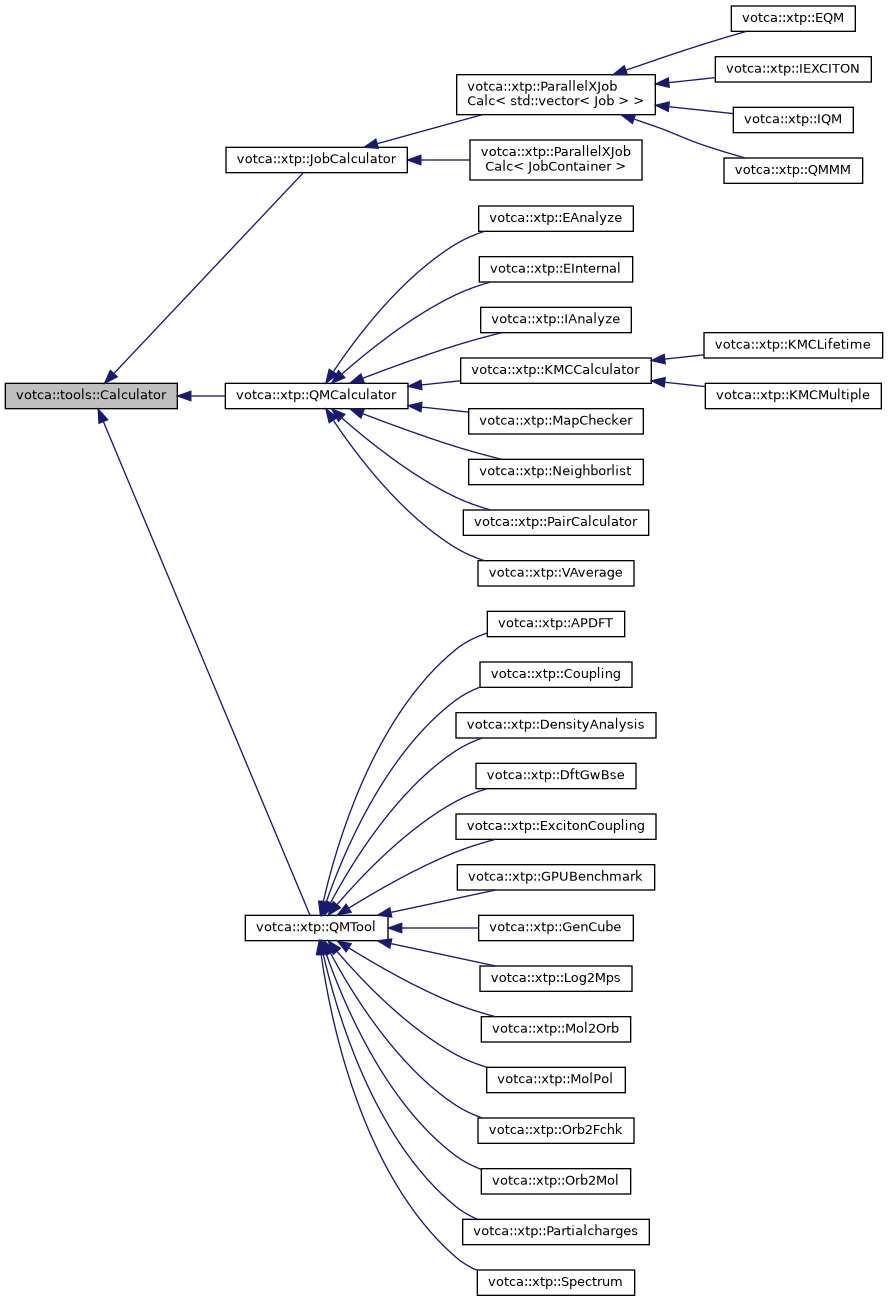 votca::xtp::EQM
votca::xtp::IEXCITON
votca::xtp::ParallelXJob
Calc< std::vector< Job > >
votca::xtp::IQM
votca::xtp::QMMM
votca::xtp::JobCalculator
votca::xtp::ParallelXJob
Calc< JobContainer >
votca::xtp::EAnalyze
votca::xtp::EInternal
votca::xtp::IAnalyze
votca::xtp::KMCLifetime
votca::xtp::KMCCalculator
votca::xtp::KMCMultiple
votca::tools::Calculator
votca::xtp::QMCalculator
votca::xtp::MapChecker
votca::xtp::Neighborlist
votca::xtp::PairCalculator
votca::xtp::VAverage
votca::xtp::APDFT
votca::xtp::Coupling
votca::xtp::DensityAnalysis
votca::xtp::DftGwBse
votca::xtp::ExcitonCoupling
votca::xtp::GPUBenchmark
votca::xtp::QMTool
votca::xtp::GenCube
votca::xtp::Log2Mps
votca::xtp::Mol2Orb
votca::xtp::MolPol
votca::xtp::Orb2Fchk
votca::xtp::Orb2Mol
votca::xtp::Partialcharges
votca::xtp::Spectrum